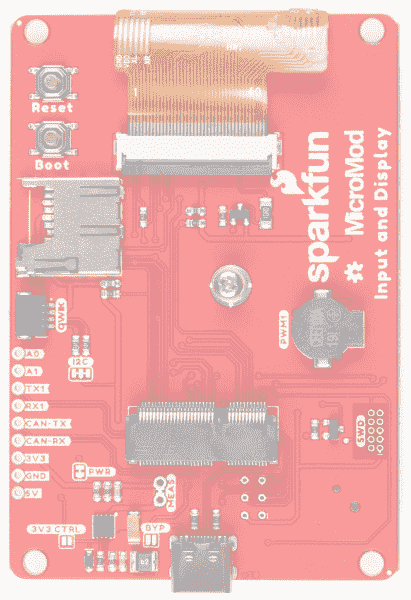 Reset
Boot
sparkfun
MicroMod
Input and Display
QWIIC
I2C
PWM1
A0
A1
TX1
RX1
CAN-TX
CAN-RX
3V3
GND
5V
PWR
MEAS
SWD
3V3 CTRL
BYP